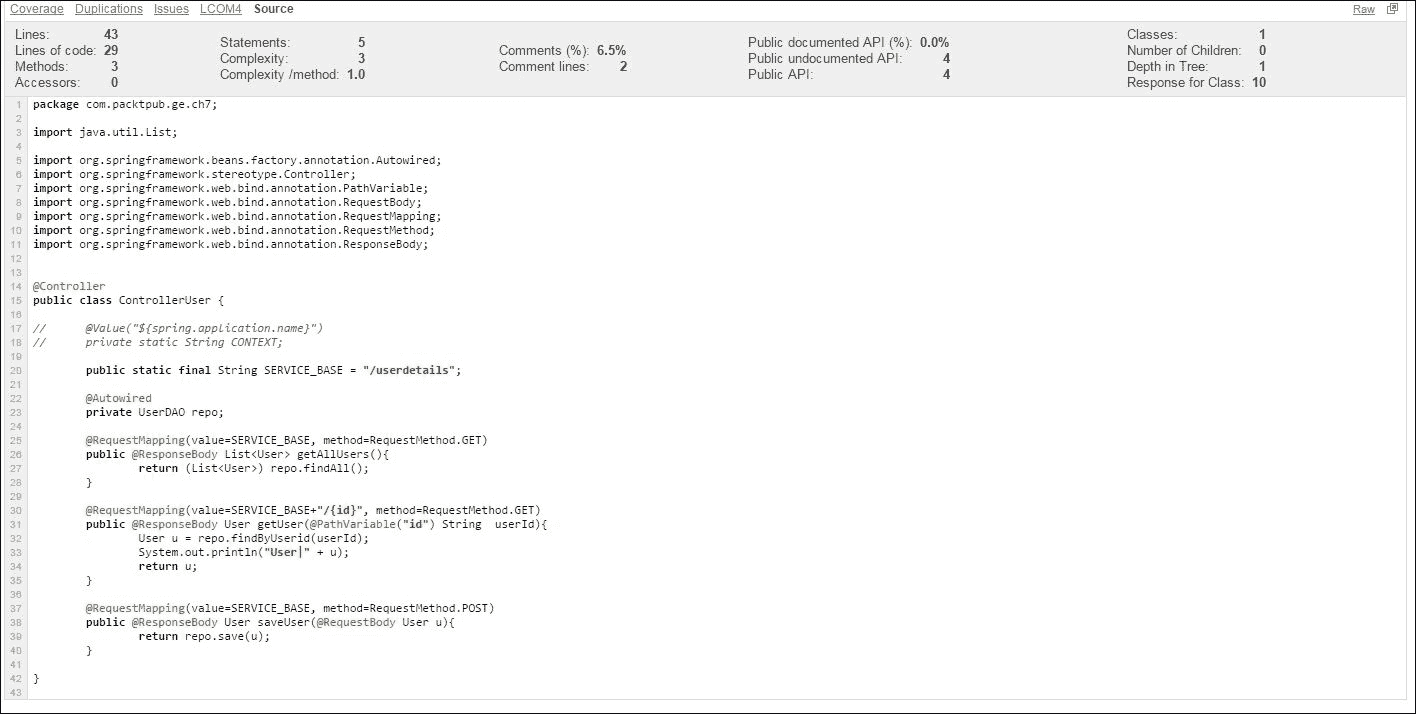 Coverage Duplications Issues LCOM4 Source Raw
Lines: 43
Lines of code: 29
Methods: 3
Accessors: 0
Statements: 5
Complexity: 3
Complexity /method: 1.0
Comments (%): 6.5%
Comment lines: 2
Public documented API (%): 0.0%
Public undocumented API: 4
Public API: 4
Classes: 1
Number of Children: 0
Depth in Tree: 1
Response for Class: 10
1 package com.packtpub.ge.ch7;
2
3 import java.util.List;
4
5 import org.springframework.beans.factory.annotation.Autowired;
6 import org.springframework.stereotype.Controller;
7 import org.springframework.web.bind.annotation.PathVariable;
8 import org.springframework.web.bind.annotation.RequestBody;
9 import org.springframework.web.bind.annotation.RequestMapping;
10 import org.springframework.web.bind.annotation.RequestMethod;
11 import org.springframework.web.bind.annotation.ResponseBody;
12
13
14 @Controller
15 public class ControllerUser {
16
17 // @Value("${spring.application.name}")
18 // private static String CONTEXT;
19
20 public static final String SERVICE_BASE = "/userdetails";
21
22 @Autowired
23 private UserDAO repo;
24
25 @RequestMapping(value=SERVICE_BASE, method=RequestMethod.GET)
26 public @ResponseBody List<User> getAllUsers(){
27 return (List<User>) repo.findAll();
28 }
29
30 @RequestMapping(value=SERVICE_BASE+"/{id}", method=RequestMethod.GET)
31 public @ResponseBody User getUser(@PathVariable("id") String userId){
32 User u = repo.findByUserid(userId);
33 System.out.println("User|" + u);
34 return u;
35 }
36
37 @RequestMapping(value=SERVICE_BASE, method=RequestMethod.POST)
38 public @ResponseBody User saveUser(@RequestBody User u){
39 return repo.save(u);
40 }
41
42 }
43